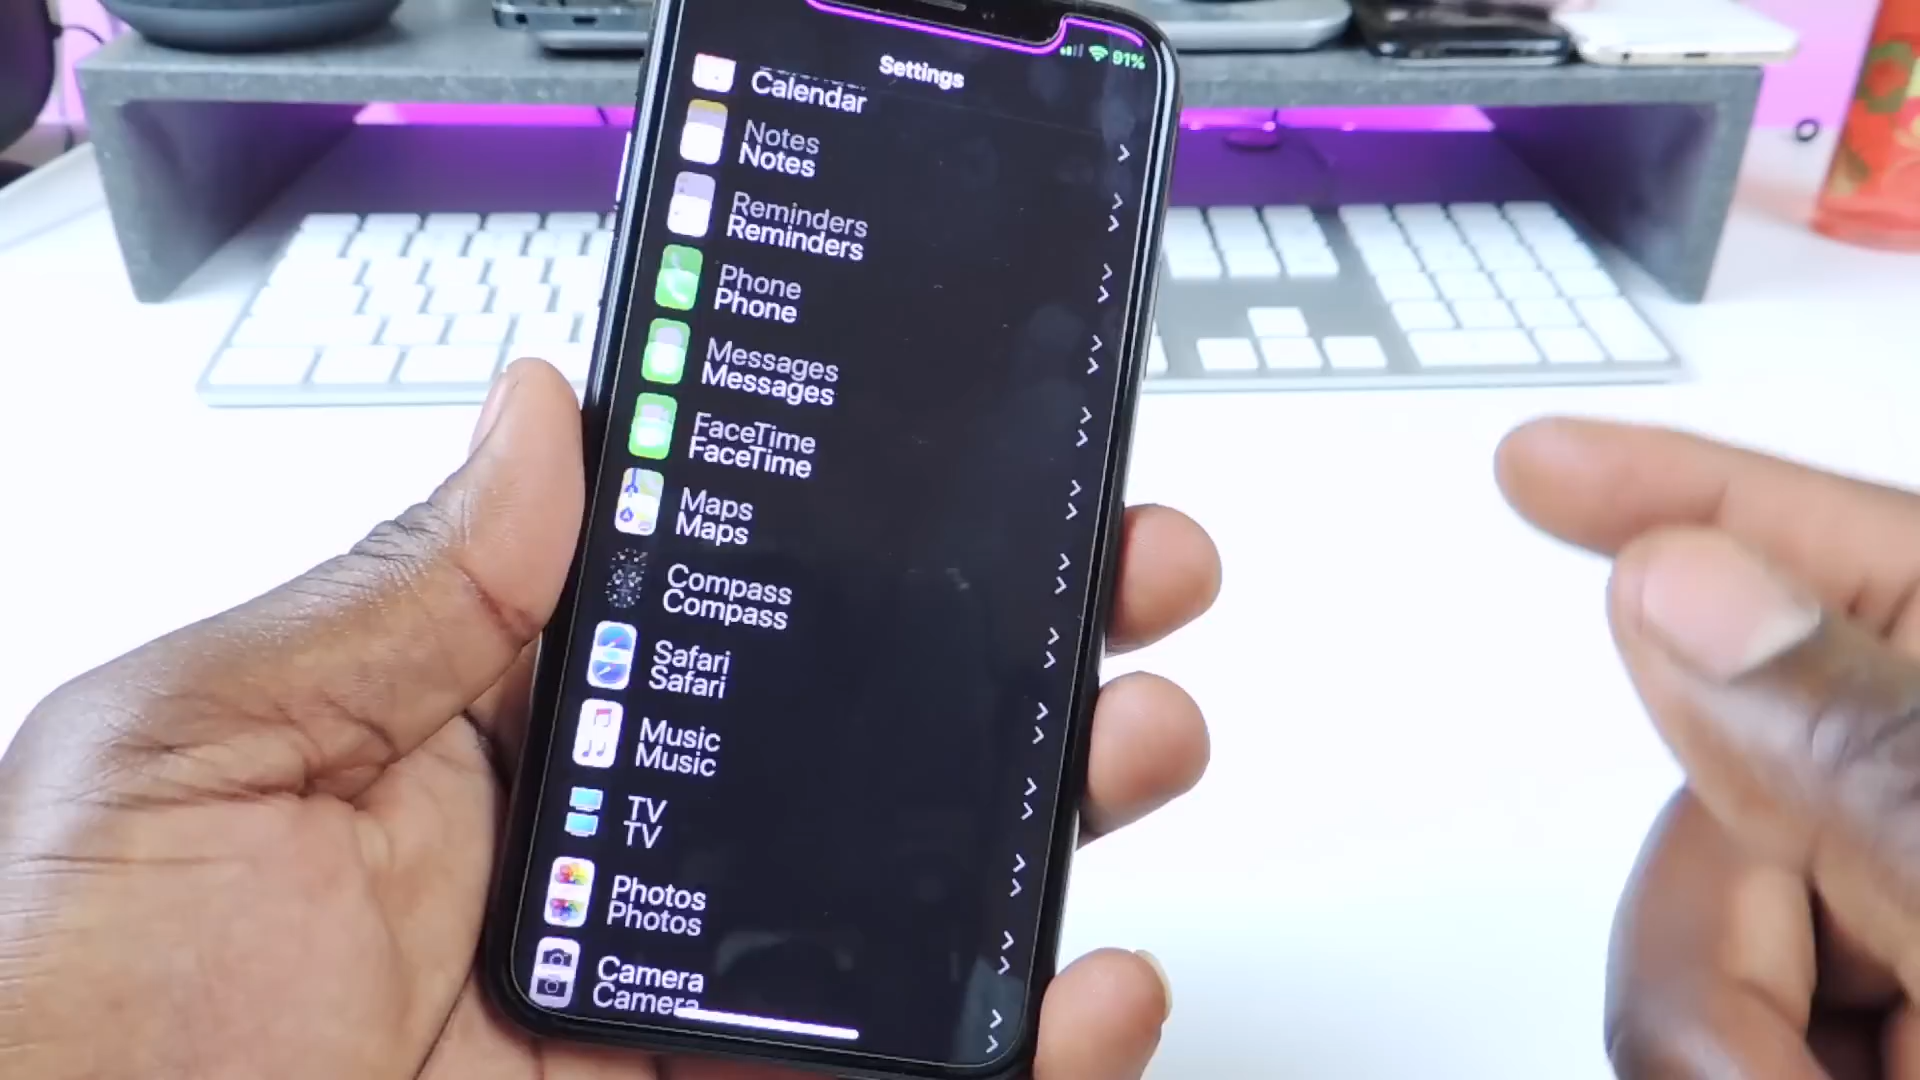 91%
Settings
Calendar
Notes
Notes
Reminders
Reminders
Phone
Phone
Messages
Messages
FaceTime
FaceTime
Maps
Maps
Compass
Compass
Safari
Safari
Music
Music
TV
TV
Photos
Photos
Camera
Camera